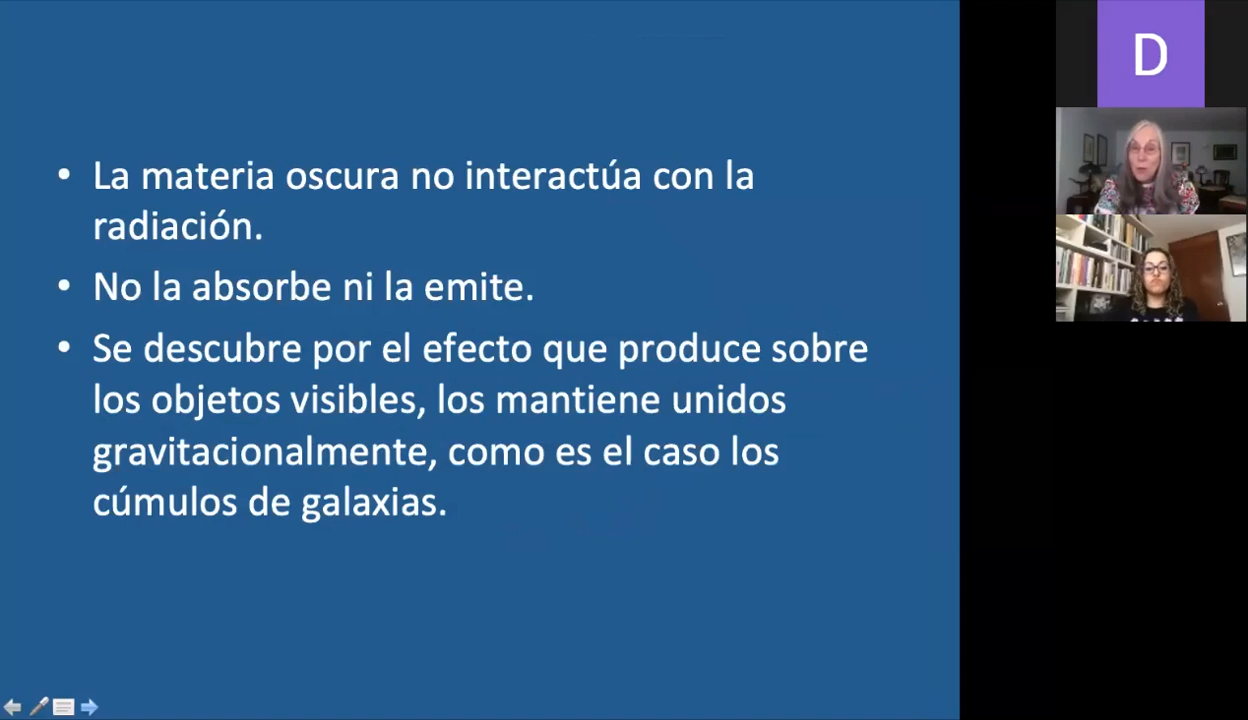 • La materia oscura no interactúa con la
radiación.
• No la absorbe ni la emite.
• Se descubre por el efecto que produce sobre
los objetos visibles, los mantiene unidos
gravitacionalmente, como es el caso los
cúmulos de galaxias.
D